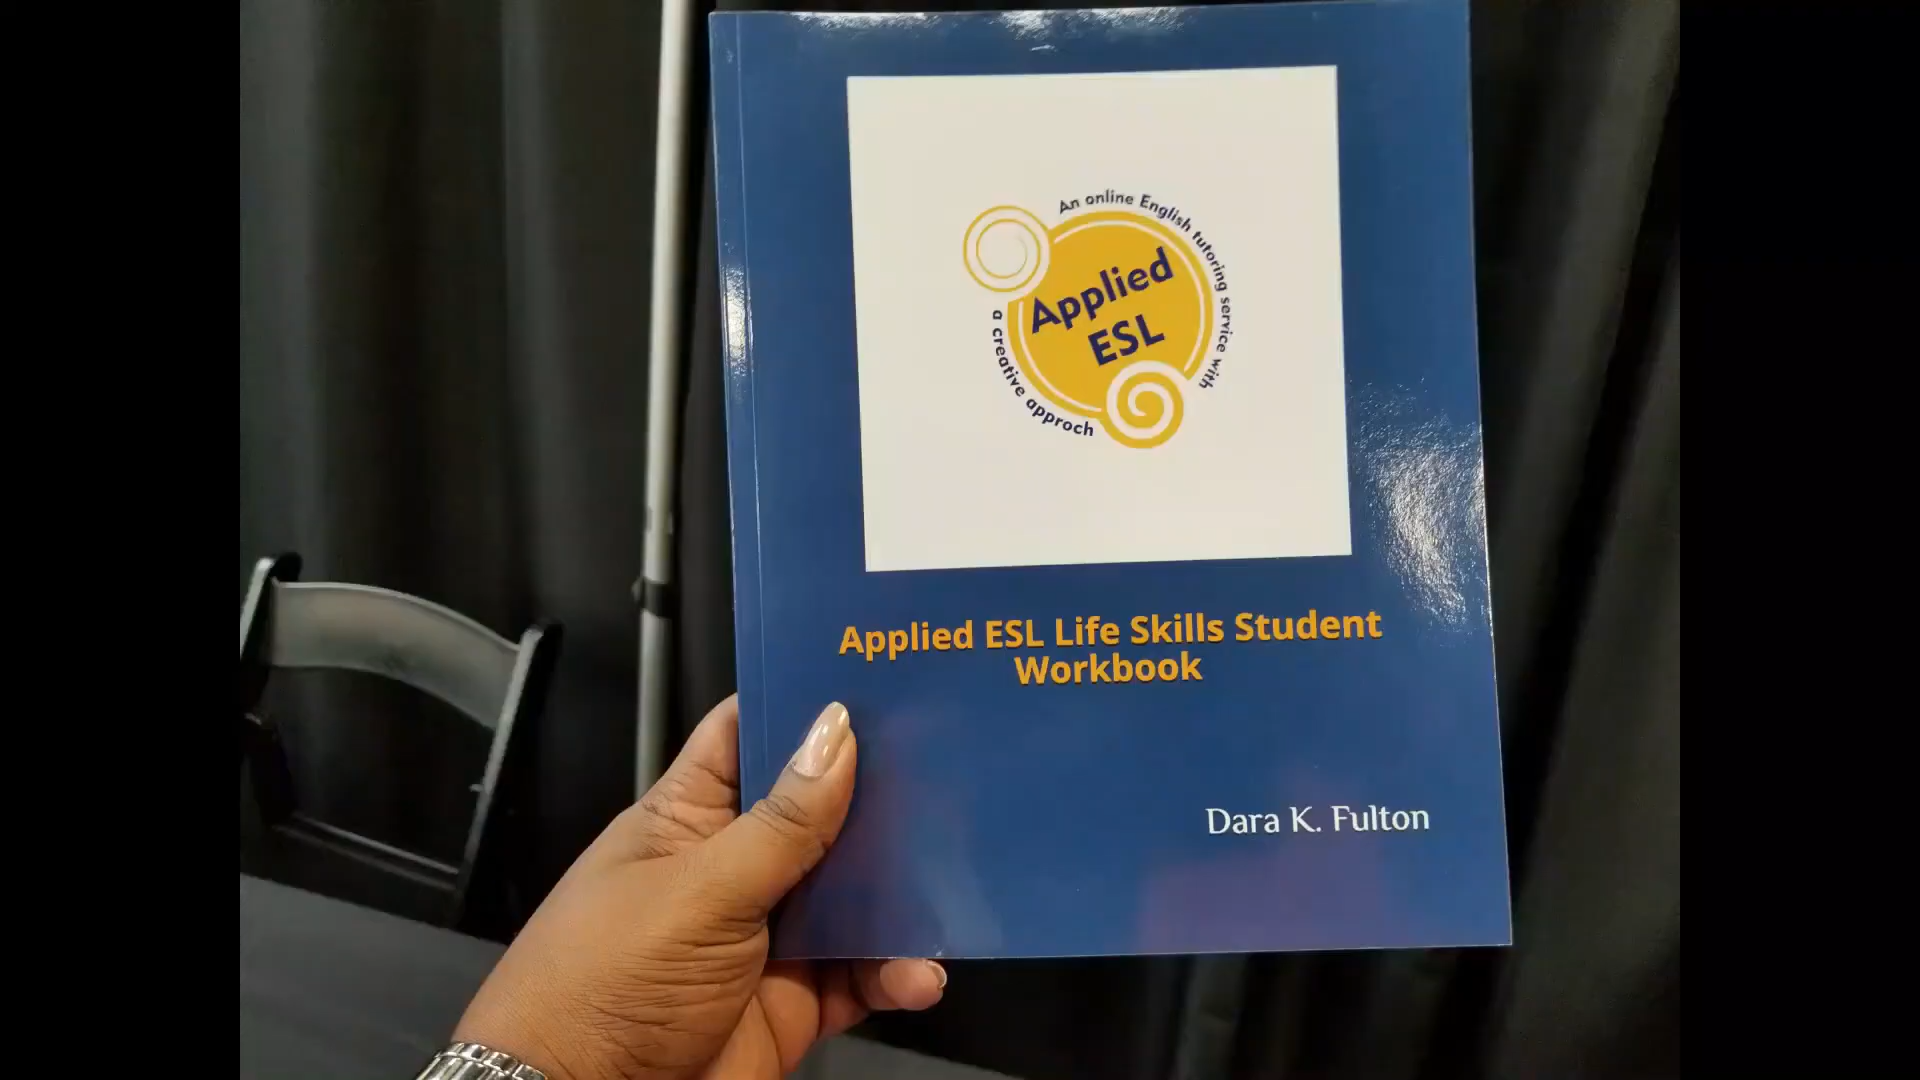 An online English tutoring service with
a creative approch
Applied
ESL
Applied ESL Life Skills Student
Workbook
Dara K. Fulton